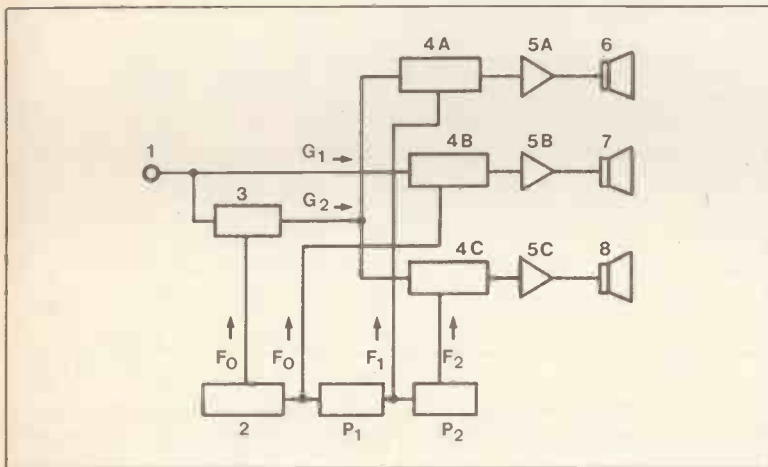 4A 5A 6
1 G1 → 4B 5B 7
3 G2 →
4C 5C 8
F0 F0 F1 F2
2 P1 P2